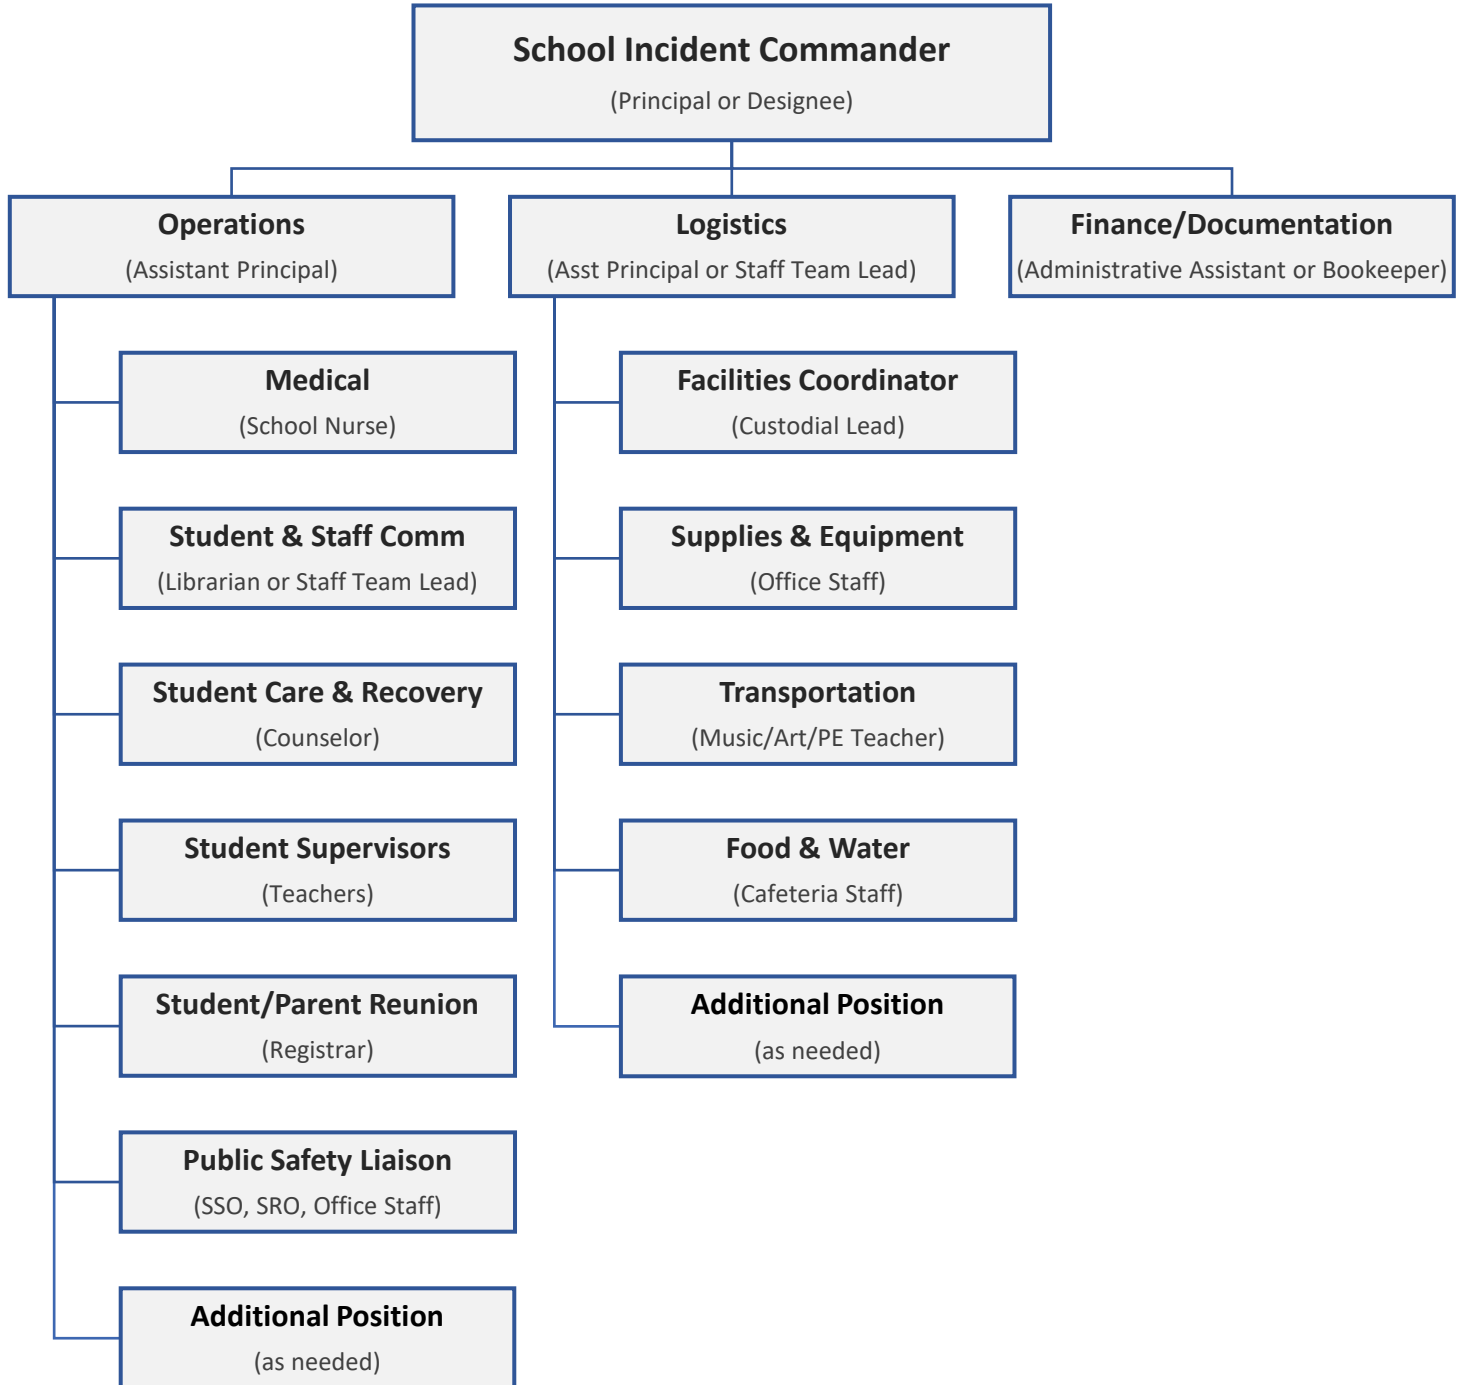 School Incident Commander
(Principal or Designee)
Operations
(Assistant Principal)
Logistics
(Asst Principal or Staff Team Lead)
Finance/Documentation
(Administrative Assistant or Bookeeper)
Medical
(School Nurse)
Student & Staff Comm
(Librarian or Staff Team Lead)
Student Care & Recovery
(Counselor)
Student Supervisors
(Teachers)
Student/Parent Reunion
(Registrar)
Public Safety Liaison
(SSO, SRO, Office Staff)
Additional Position
(as needed)
Facilities Coordinator
(Custodial Lead)
Supplies & Equipment
(Office Staff)
Transportation
(Music/Art/PE Teacher)
Food & Water
(Cafeteria Staff)
Additional Position
(as needed)